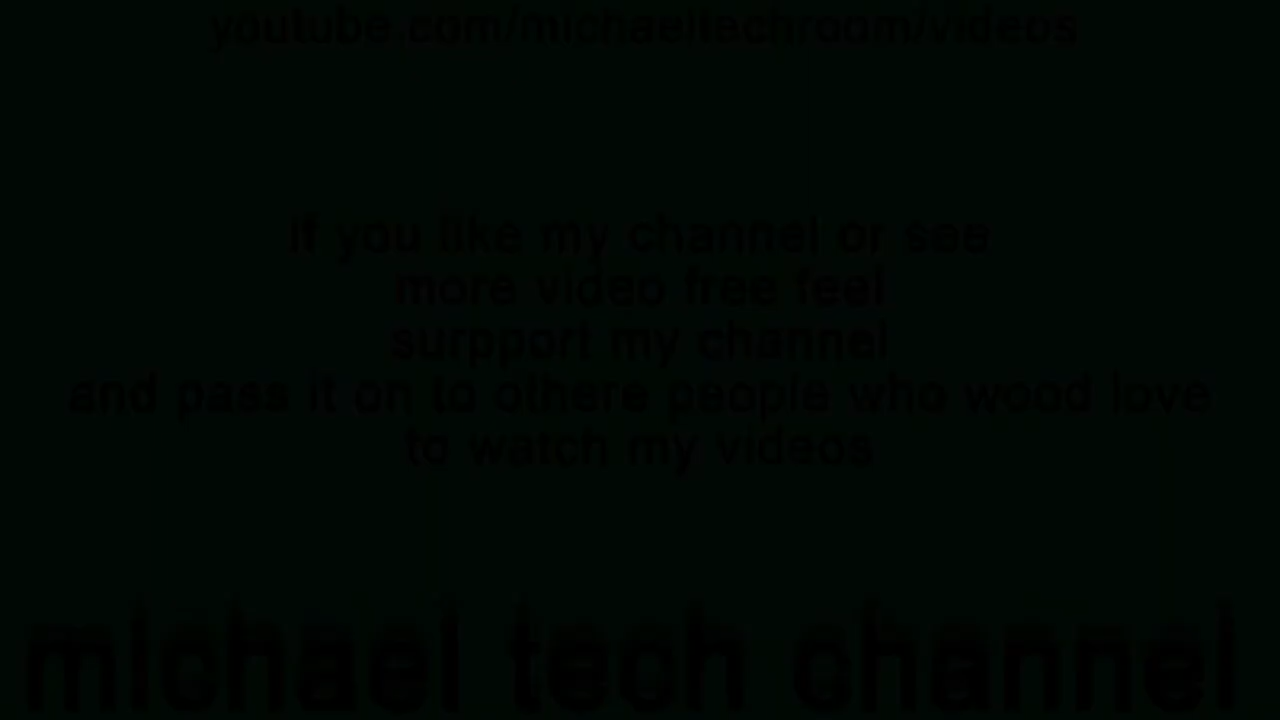 youtube.com/michaeltechroom/videos
if you like my channel or see
more video free feel
surpport my channel
and pass it on to othere people who wood love
to watch my videos
michael tech channel